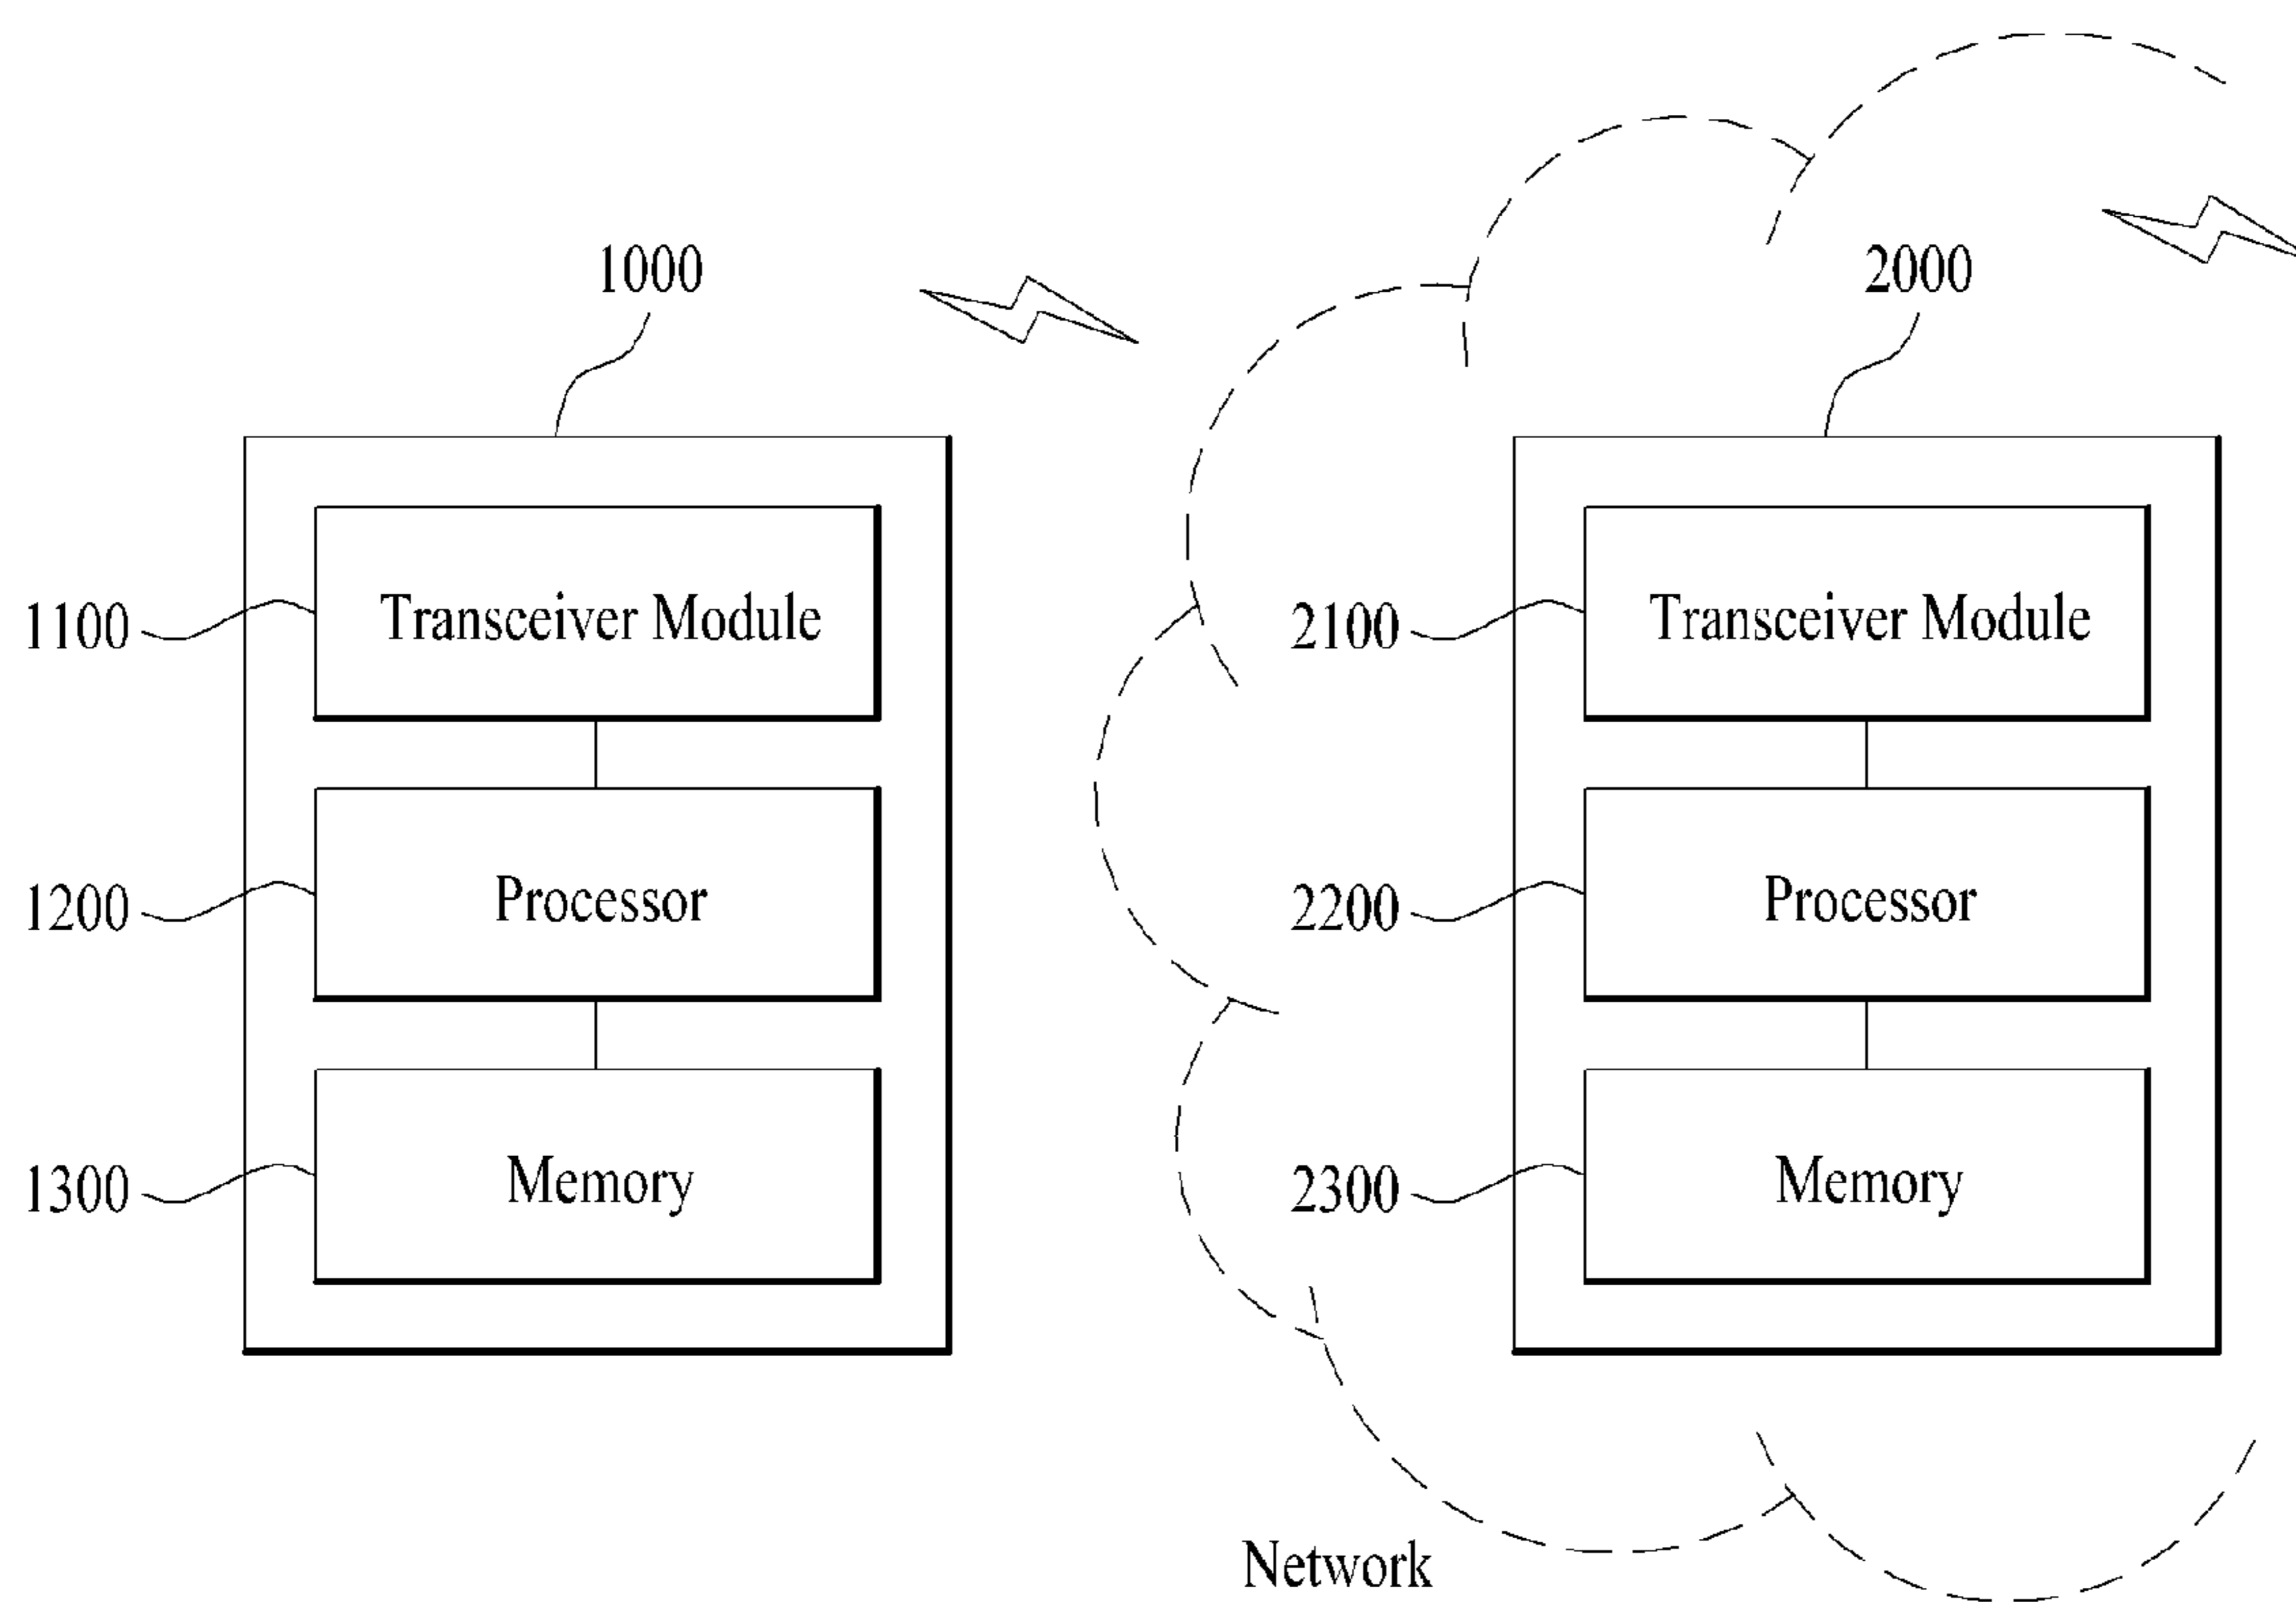 1000
2000
1100
Transceiver Module
2100
Transceiver Module
1200
Processor
2200
Processor
1300
Memory
2300
Memory
Network